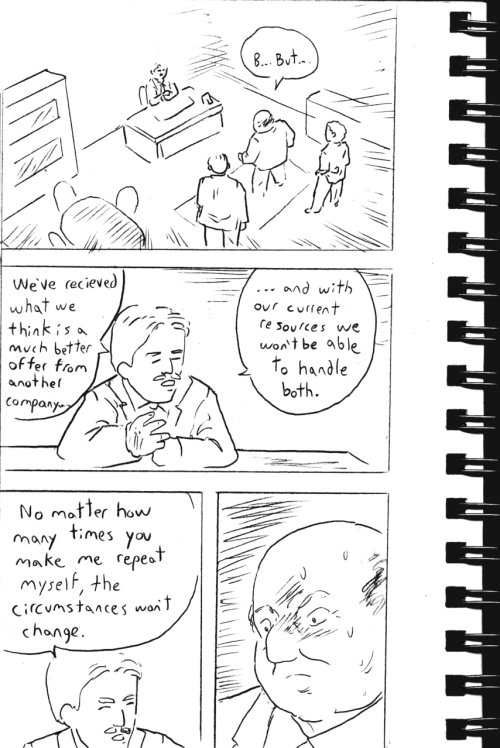 B... But...
We've recieved
what we
think is a
much better
offer from
another
company...
... and with
our current
resources we
won't be able
to handle
both.
No matter how
many times you
make me repeat
myself, the
circumstances won't
change.